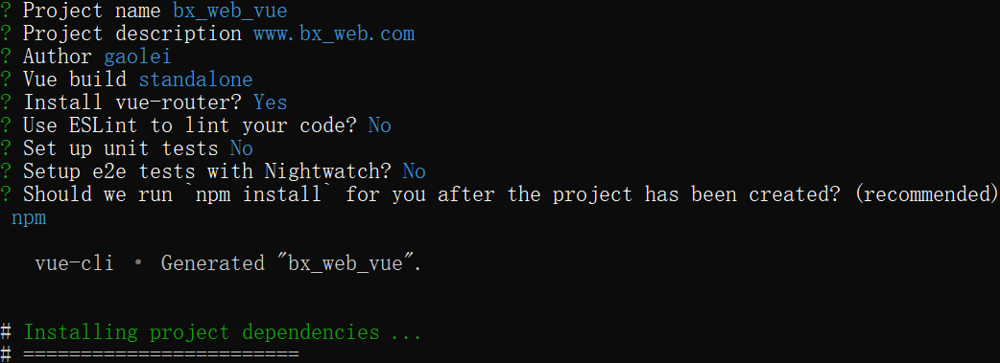 ? Project name bx_web_vue
? Project description www.bx_web.com
? Author gaolei
? Vue build standalone
? Install vue-router? Yes
? Use ESLint to lint your code? No
? Set up unit tests No
? Setup e2e tests with Nightwatch? No
? Should we run `npm install` for you after the project has been created? (recommended)
npm
vue-cli · Generated "bx_web_vue".
# Installing project dependencies ...
# ========================